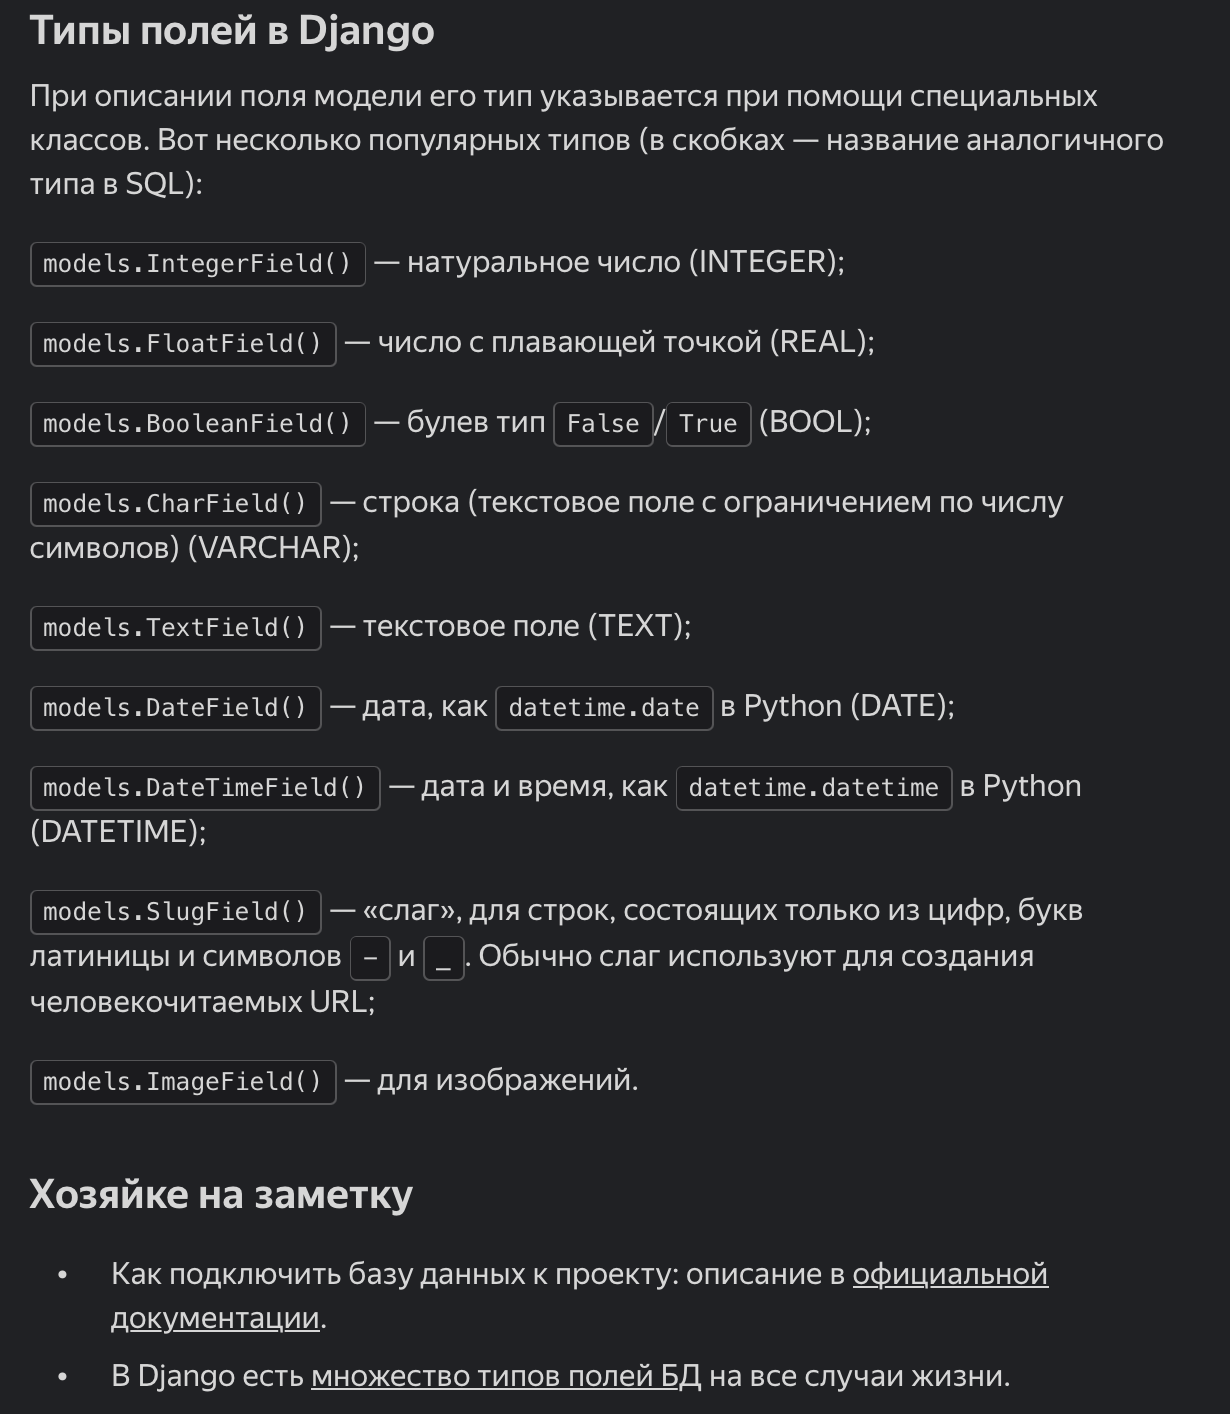 Типы полей в Django
При описании поля модели его тип указывается при помощи специальных
классов. Вот несколько популярных типов (в скобках — название аналогичного
типа в SQL):
models.IntegerField() — натуральное число (INTEGER);
models.FloatField() — число с плавающей точкой (REAL);
models.BooleanField() — булев тип False/True (BOOL);
models.CharField() — строка (текстовое поле с ограничением по числу
символов) (VARCHAR);
models.TextField() — текстовое поле (TEXT);
models.DateField() — дата, как datetime.date в Python (DATE);
models.DateTimeField() — дата и время, как datetime.datetime в Python
(DATETIME);
models.SlugField() — «слаг», для строк, состоящих только из цифр, букв
латиницы и символов - и _. Обычно слаг используют для создания
человекочитаемых URL;
models.ImageField() — для изображений.
Хозяйке на заметку
• Как подключить базу данных к проекту: описание в официальной
документации.
• В Django есть множество типов полей БД на все случаи жизни.